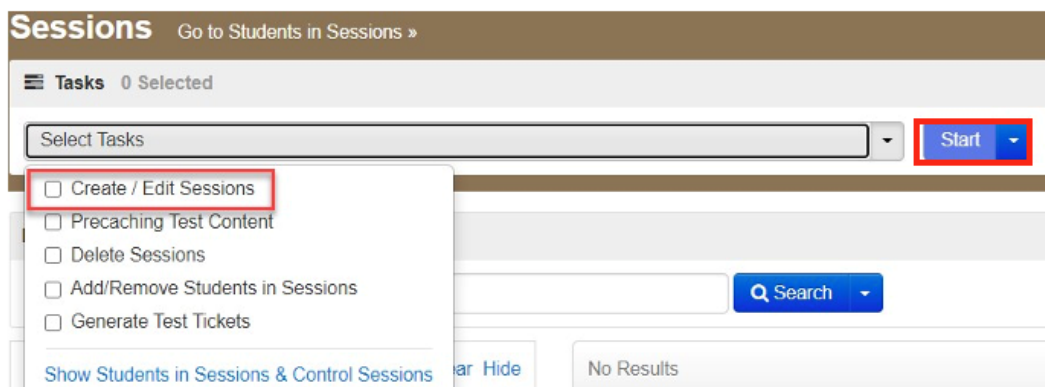 Sessions Go to Students in Sessions »
Tasks 0 Selected
Select Tasks
Start
Create / Edit Sessions
Precaching Test Content
Delete Sessions
Add/Remove Students in Sessions
Generate Test Tickets
Search
Show Students in Sessions & Control Sessions
Hide
No Results